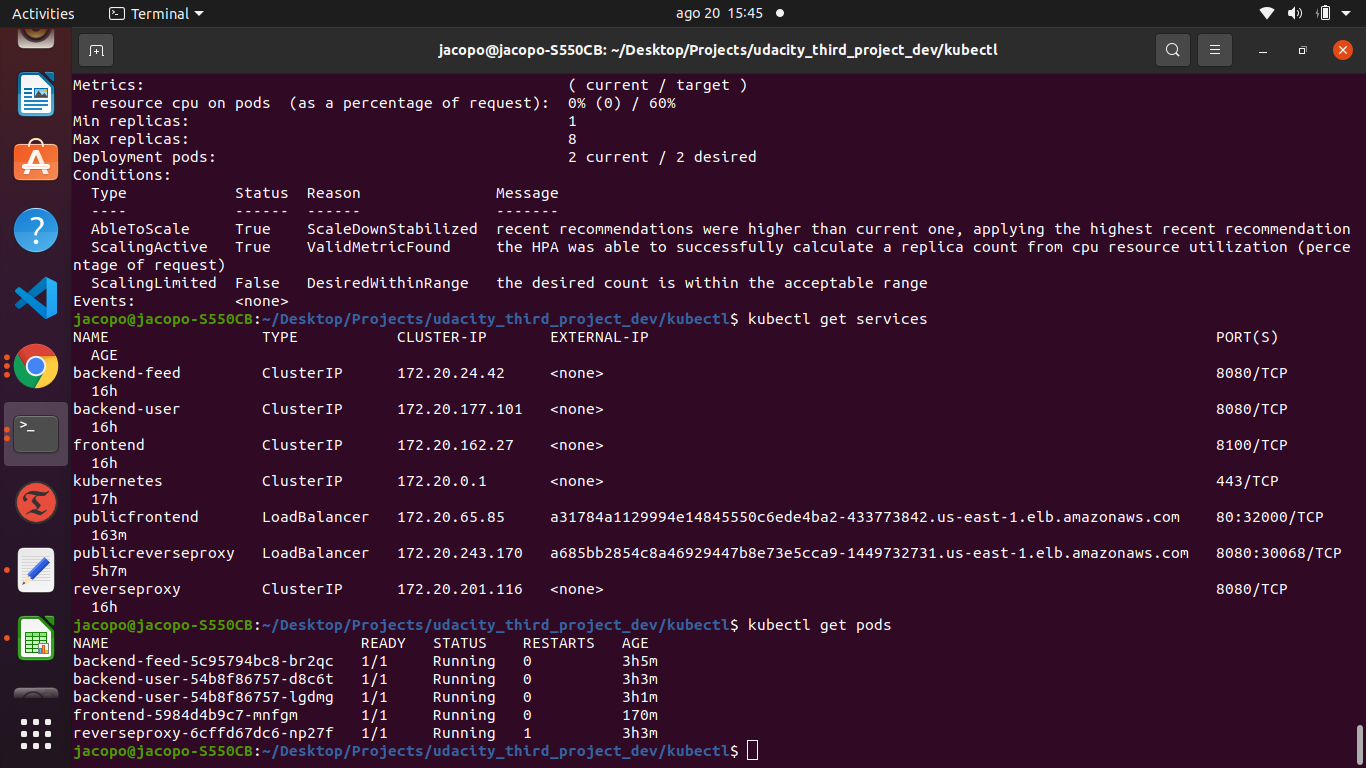 Activities Terminal ago 20 15:45
jacopo@jacopo-S550CB: ~/Desktop/Projects/udacity_third_project_dev/kubectl
Metrics: ( current / target )
resource cpu on pods (as a percentage of request): 0% (0) / 60%
Min replicas: 1
Max replicas: 8
Deployment pods: 2 current / 2 desired
Conditions:
Type Status Reason Message
---- ------ ------ -------
AbleToScale True ScaleDownStabilized recent recommendations were higher than current one, applying the highest recent recommendation
ScalingActive True ValidMetricFound the HPA was able to successfully calculate a replica count from cpu resource utilization (perce
ntage of request)
ScalingLimited False DesiredWithinRange the desired count is within the acceptable range
Events: <none>
jacopo@jacopo-S550CB:~/Desktop/Projects/udacity_third_project_dev/kubectl$ kubectl get services
NAME TYPE CLUSTER-IP EXTERNAL-IP PORT(S)
AGE
backend-feed ClusterIP 172.20.24.42 <none> 8080/TCP
16h
backend-user ClusterIP 172.20.177.101 <none> 8080/TCP
16h
frontend ClusterIP 172.20.162.27 <none> 8100/TCP
16h
kubernetes ClusterIP 172.20.0.1 <none> 443/TCP
17h
publicfrontend LoadBalancer 172.20.65.85 a31784a1129994e14845550c6ede4ba2-433773842.us-east-1.elb.amazonaws.com 80:32000/TCP
163m
publicreverseproxy LoadBalancer 172.20.243.170 a685bb2854c8a46929447b8e73e5cca9-1449732731.us-east-1.elb.amazonaws.com 8080:30068/TCP
5h7m
reverseproxy ClusterIP 172.20.201.116 <none> 8080/TCP
16h
jacopo@jacopo-S550CB:~/Desktop/Projects/udacity_third_project_dev/kubectl$ kubectl get pods
NAME READY STATUS RESTARTS AGE
backend-feed-5c95794bc8-br2qc 1/1 Running 0 3h5m
backend-user-54b8f86757-d8c6t 1/1 Running 0 3h3m
backend-user-54b8f86757-lgdmg 1/1 Running 0 3h1m
frontend-5984d4b9c7-mnfgm 1/1 Running 0 170m
reverseproxy-6cffd67dc6-np27f 1/1 Running 1 3h3m
jacopo@jacopo-S550CB:~/Desktop/Projects/udacity_third_project_dev/kubectl$